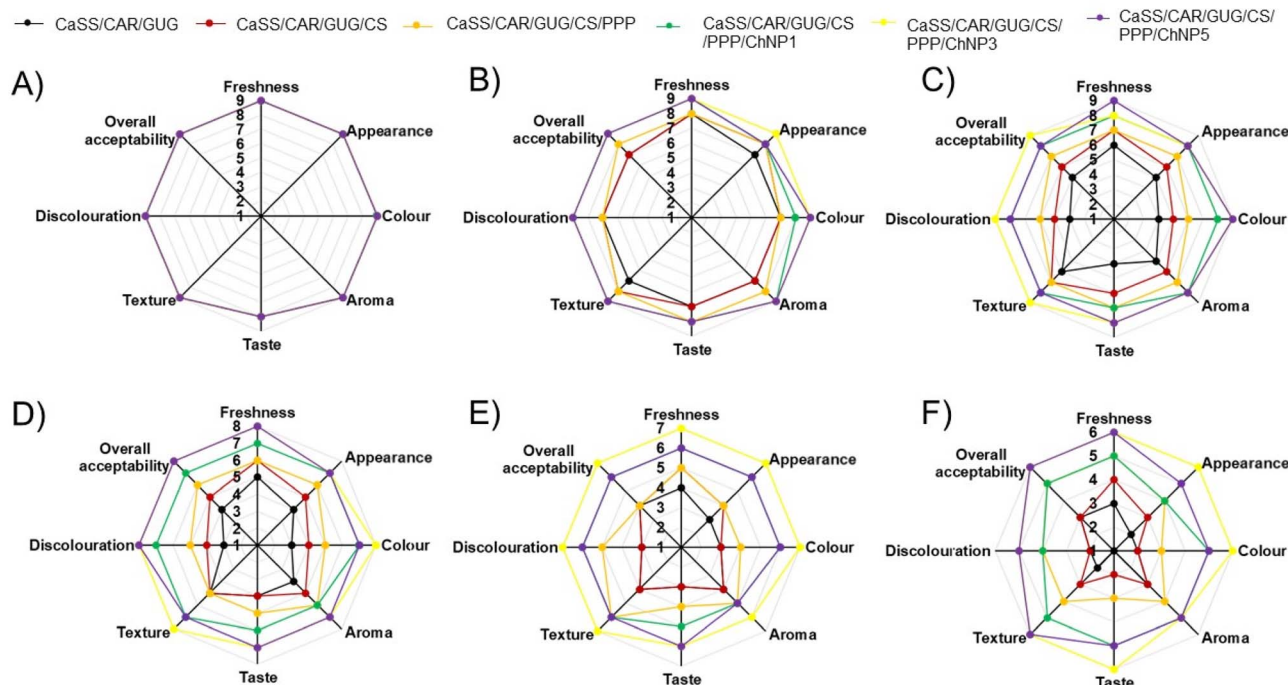 CaSS/CAR/GUG
CaSS/CAR/GUG/CS
CaSS/CAR/GUG/CS/PPP
CaSS/CAR/GUG/CS
/PPP/ChNP1
CaSS/CAR/GUG/CS/
PPP/ChNP3
CaSS/CAR/GUG/CS/
PPP/ChNP5
A)
Freshness
Appearance
Colour
Aroma
Taste
Texture
Discolouration
Overall
acceptability
9
8
7
6
5
4
3
2
1
B)
Freshness
Appearance
Colour
Aroma
Taste
Texture
Discolouration
Overall
acceptability
9
8
7
6
5
4
3
2
1
C)
Freshness
Appearance
Colour
Aroma
Taste
Texture
Discolouration
Overall
acceptability
9
8
7
6
5
4
3
2
1
D)
Freshness
Appearance
Colour
Aroma
Taste
Texture
Discolouration
Overall
acceptability
8
7
6
5
4
3
2
1
E)
Freshness
Appearance
Colour
Aroma
Taste
Texture
Discolouration
Overall
acceptability
7
6
5
4
3
2
1
F)
Freshness
Appearance
Colour
Aroma
Taste
Texture
Discolouration
Overall
acceptability
6
5
4
3
2
1